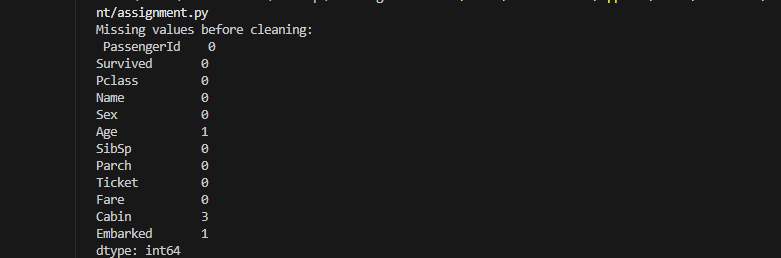 nt/assignment.py
Missing values before cleaning:
 PassengerId    0
Survived       0
Pclass         0
Name           0
Sex            0
Age            1
SibSp          0
Parch          0
Ticket         0
Fare           0
Cabin          3
Embarked       1
dtype: int64